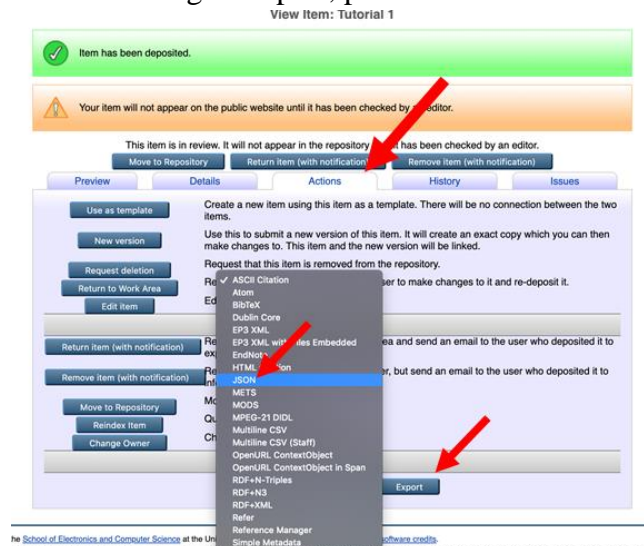 View Item: Tutorial 1
Item has been deposited.
Your item will not appear on the public website until it has been checked by an editor.
This item is in review. It will not appear in the repository has been checked by an editor.
Move to Repository Return item (with notification) Remove item (with notification)
Preview Details Actions History Issues
Use as template Create a new item using this item as a template. There will be no connection between the two items.
New version Use this to submit a new version of this item. It will create an exact copy which you can then make changes to. This item and the new version will be linked.
Request deletion Request that this item is removed from the repository.
Return to Work Area ser to make changes to it and re-deposit it.
Edit item
Return item (with notification) ea and send an email to the user who deposited it to
Remove item (with notification) but send an email to the user who deposited it to
Move to Repository
Reindex Item
Change Owner
✓ ASCII Citation
Atom
BibTeX
Dublin Core
EP3 XML
EP3 XML with Files Embedded
EndNote
HTML
JSON
METS
MODS
MPEG-21 DIDL
Multiline CSV
Multiline CSV (Staff)
OpenURL ContextObject
OpenURL ContextObject in Span
RDF+N-Triples
RDF+N3
RDF+XML
Refer
Reference Manager
Simple Metadata
Export
he School of Electronics and Computer Science at the Uni oftware credits.